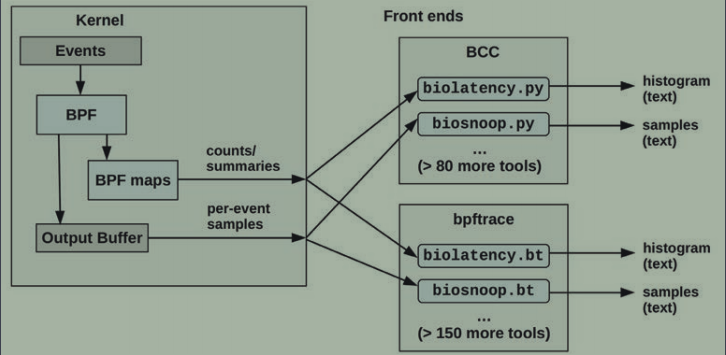 Kernel
Events
BPF
BPF maps
Output Buffer
counts/
summaries
per-event
samples
Front ends
BCC
biolatency.py
biosnoop.py
...
(> 80 more tools)
histogram
(text)
samples
(text)
bpftrace
biolatency.bt
biosnoop.bt
...
(> 150 more tools)
histogram
(text)
samples
(text)